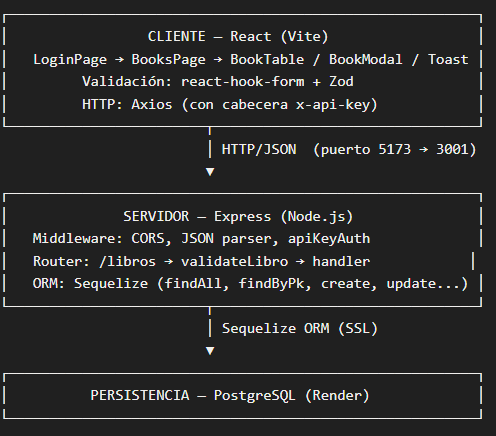 CLIENTE — React (Vite)
LoginPage → BooksPage → BookTable / BookModal / Toast
Validación: react-hook-form + Zod
HTTP: Axios (con cabecera x-api-key)
HTTP/JSON (puerto 5173 → 3001)
SERVIDOR — Express (Node.js)
Middleware: CORS, JSON parser, apiKeyAuth
Router: /libros → validateLibro → handler
ORM: Sequelize (findAll, findByPk, create, update...)
Sequelize ORM (SSL)
PERSISTENCIA — PostgreSQL (Render)